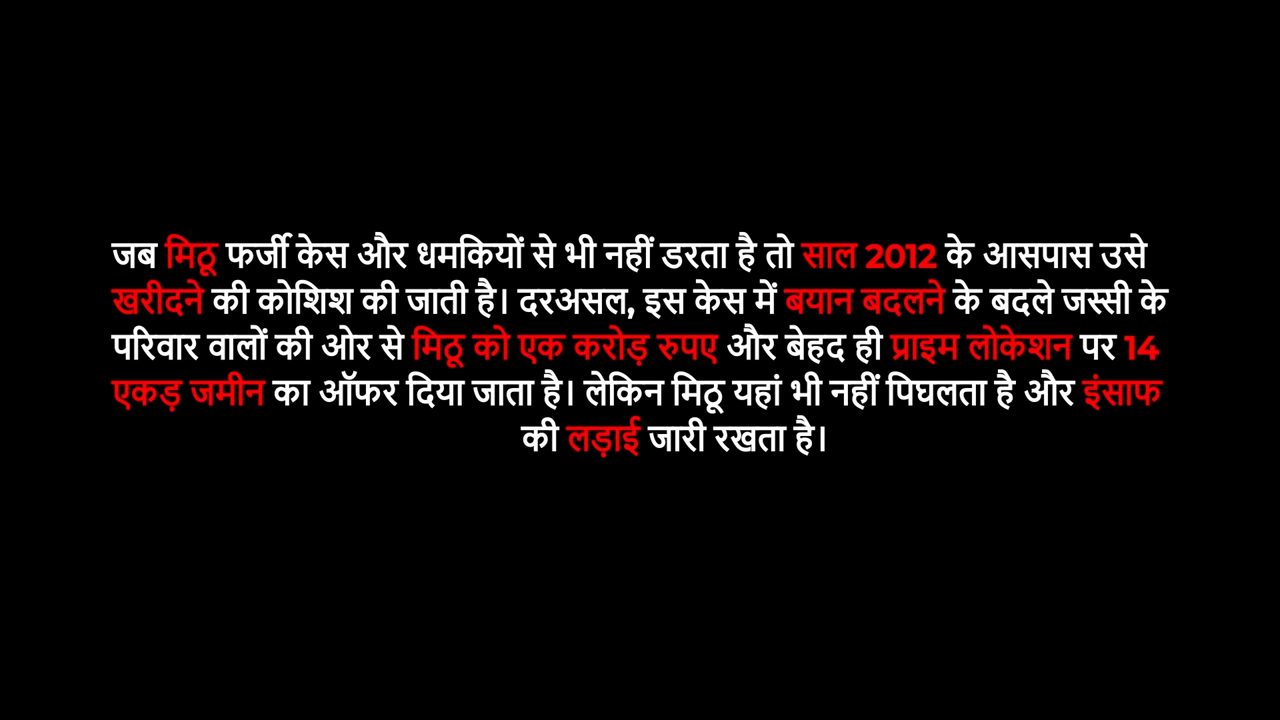 जब मिठू फर्जी केस और धमकियों से भी नहीं डरता है तो साल 2012 के आसपास उसे
खरीदने की कोशिश की जाती है। दरअसल, इस केस में बयान बदलने के बदले जस्सी के
परिवार वालों की ओर से मिठू को एक करोड़ रुपए और बेहद ही प्राइम लोकेशन पर 14
एकड़ जमीन का ऑफर दिया जाता है। लेकिन मिठू यहां भी नहीं पिघलता है और इंसाफ
की लड़ाई जारी रखता है।